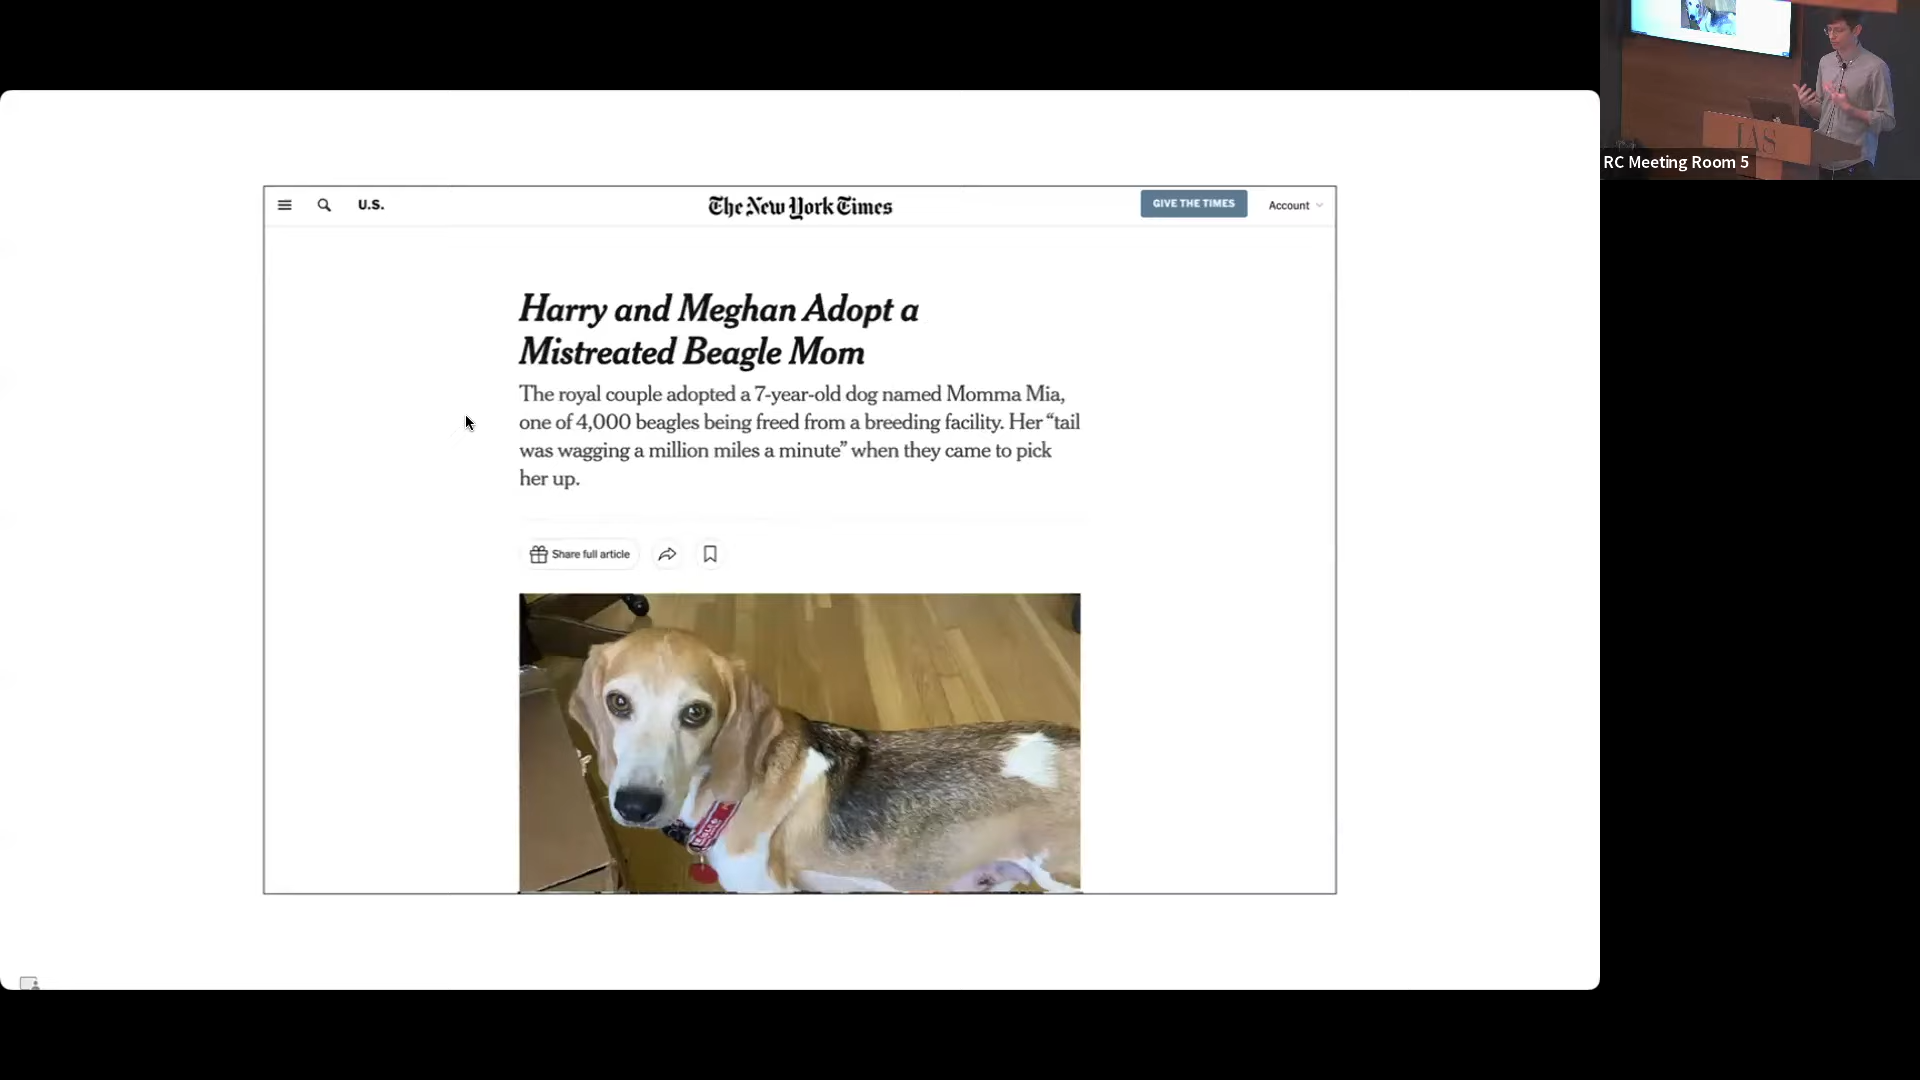 U.S.
The New York Times
GIVE THE TIMES
Account
Harry and Meghan Adopt a
Mistreated Beagle Mom
The royal couple adopted a 7-year-old dog named Momma Mia,
one of 4,000 beagles being freed from a breeding facility. Her “tail
was wagging a million miles a minute” when they came to pick
her up.
Share full article
IAS
RC Meeting Room 5